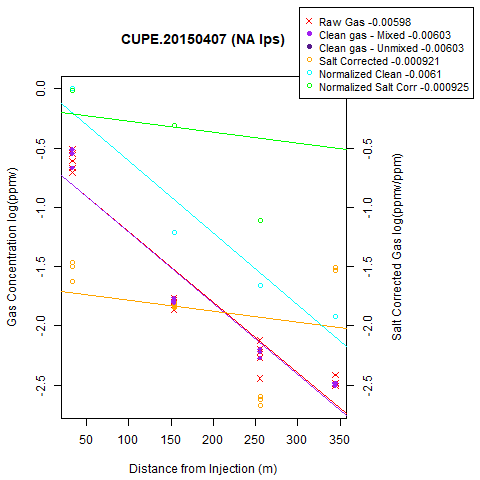 CUPE.20150407 (NA lps)
Raw Gas -0.00598
Clean gas - Mixed -0.00603
Clean gas - Unmixed -0.00603
Salt Corrected -0.000921
Normalized Clean -0.0061
Normalized Salt Corr -0.000925
Gas Concentration log(ppmv)
0.0
-0.5
-1.0
-1.5
-2.0
-2.5
-0.5
-1.0
-1.5
-2.0
-2.5
Salt Corrected Gas log(ppmv/ppm)
50 100 150 200 250 300 350
Distance from Injection (m)